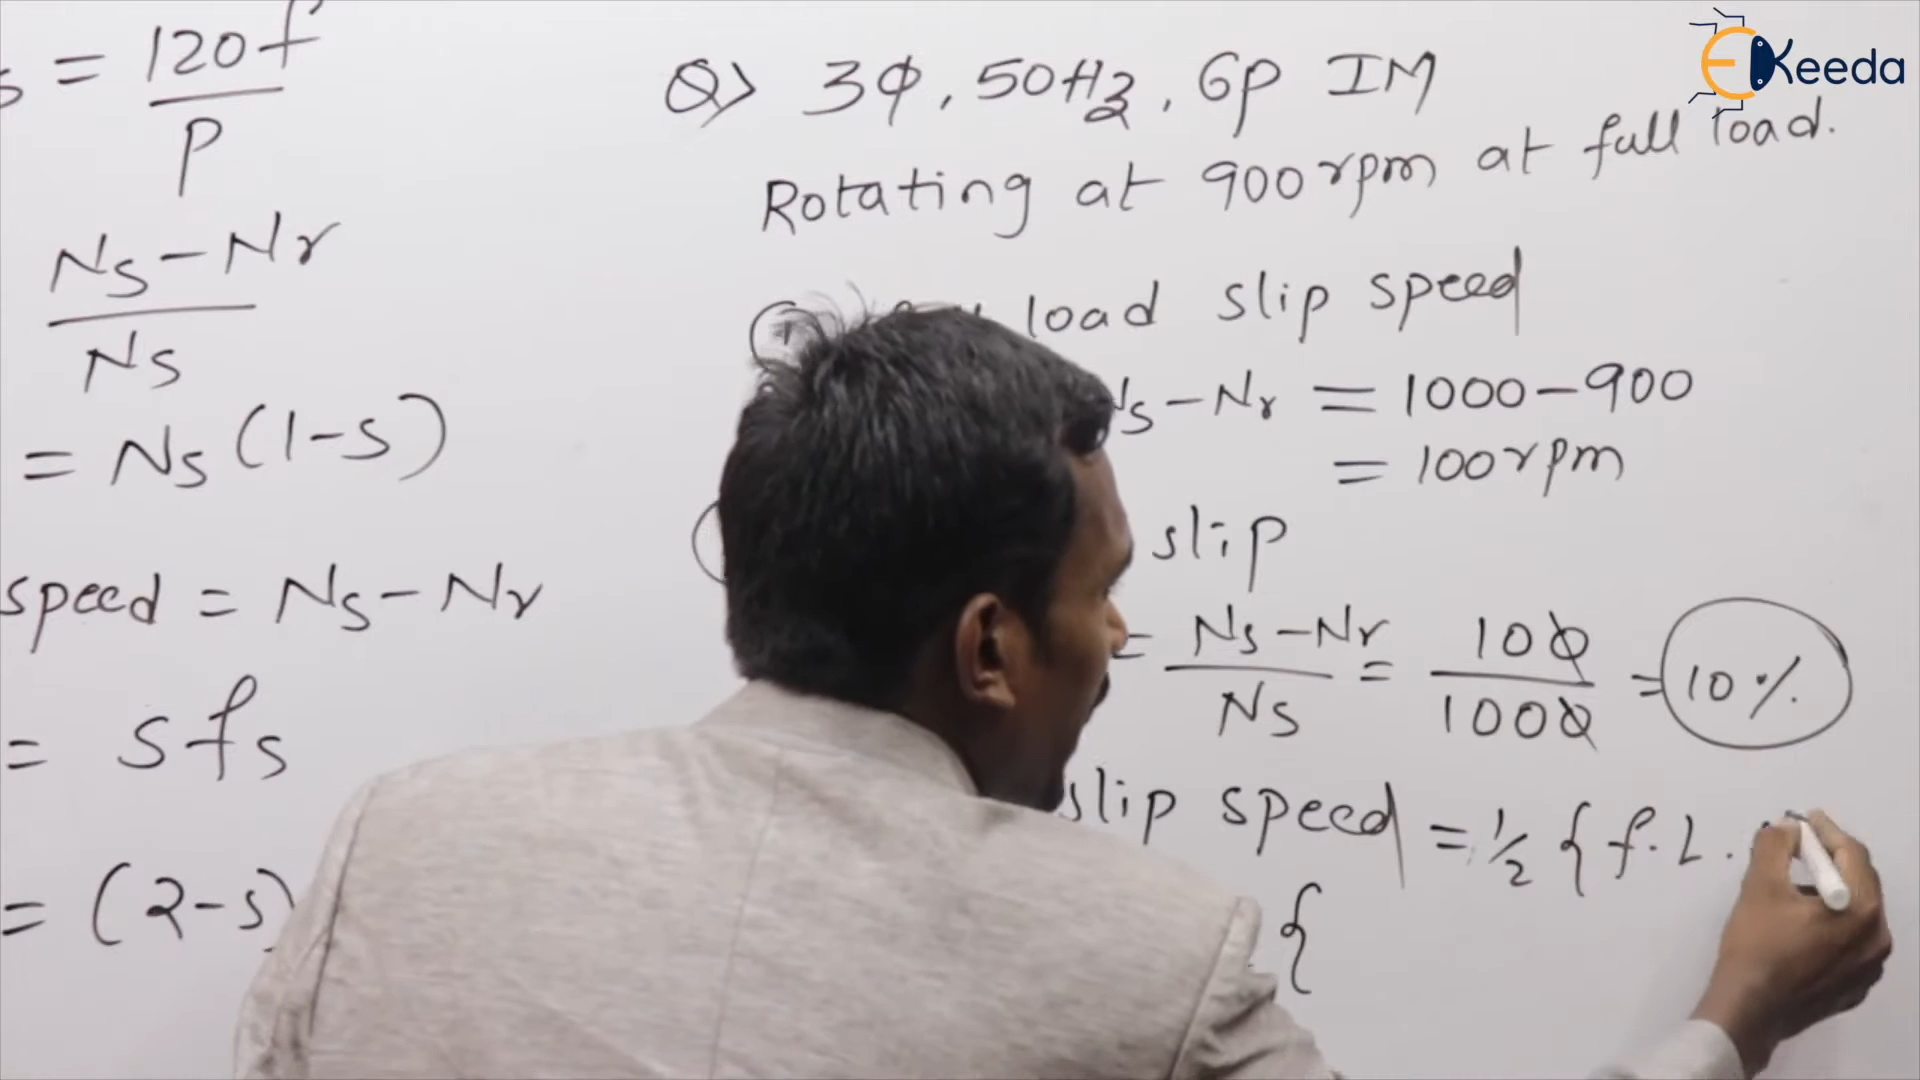 = 120f
P
Ns-Nr
Ns
= Ns (1-s)
speed = Ns-Nr
= sfs
= (2-s)
Q> 3φ, 50Hz, 6p IM
Rotating at 900rpm at full load.
load slip speed
Ns-Nr = 1000-900
= 100rpm
slip
= Ns-Nr = 100 = 10%
Ns 1000
slip speed = 1/2 { f.L.
{
EKeeda